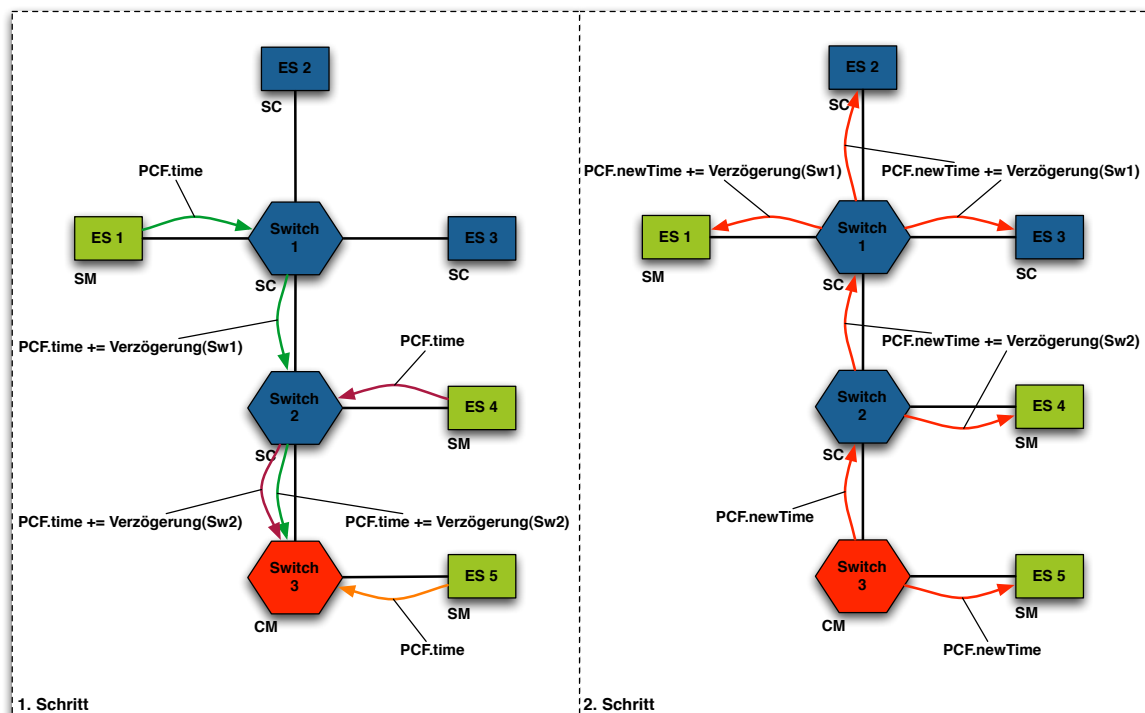 ES 2
SC
PCF.time
ES 1
SM
Switch
1
SC
ES 3
SC
PCF.time += Verzögerung(Sw1)
PCF.time
Switch
2
SC
ES 4
SM
PCF.time += Verzögerung(Sw2)
PCF.time += Verzögerung(Sw2)
Switch
3
CM
ES 5
SM
PCF.time
1. Schritt
ES 2
SC
PCF.newTime += Verzögerung(Sw1)
PCF.newTime += Verzögerung(Sw1)
ES 1
SM
Switch
1
SC
ES 3
SC
PCF.newTime += Verzögerung(Sw2)
Switch
2
SC
ES 4
SM
PCF.newTime
Switch
3
CM
ES 5
SM
PCF.newTime
2. Schritt